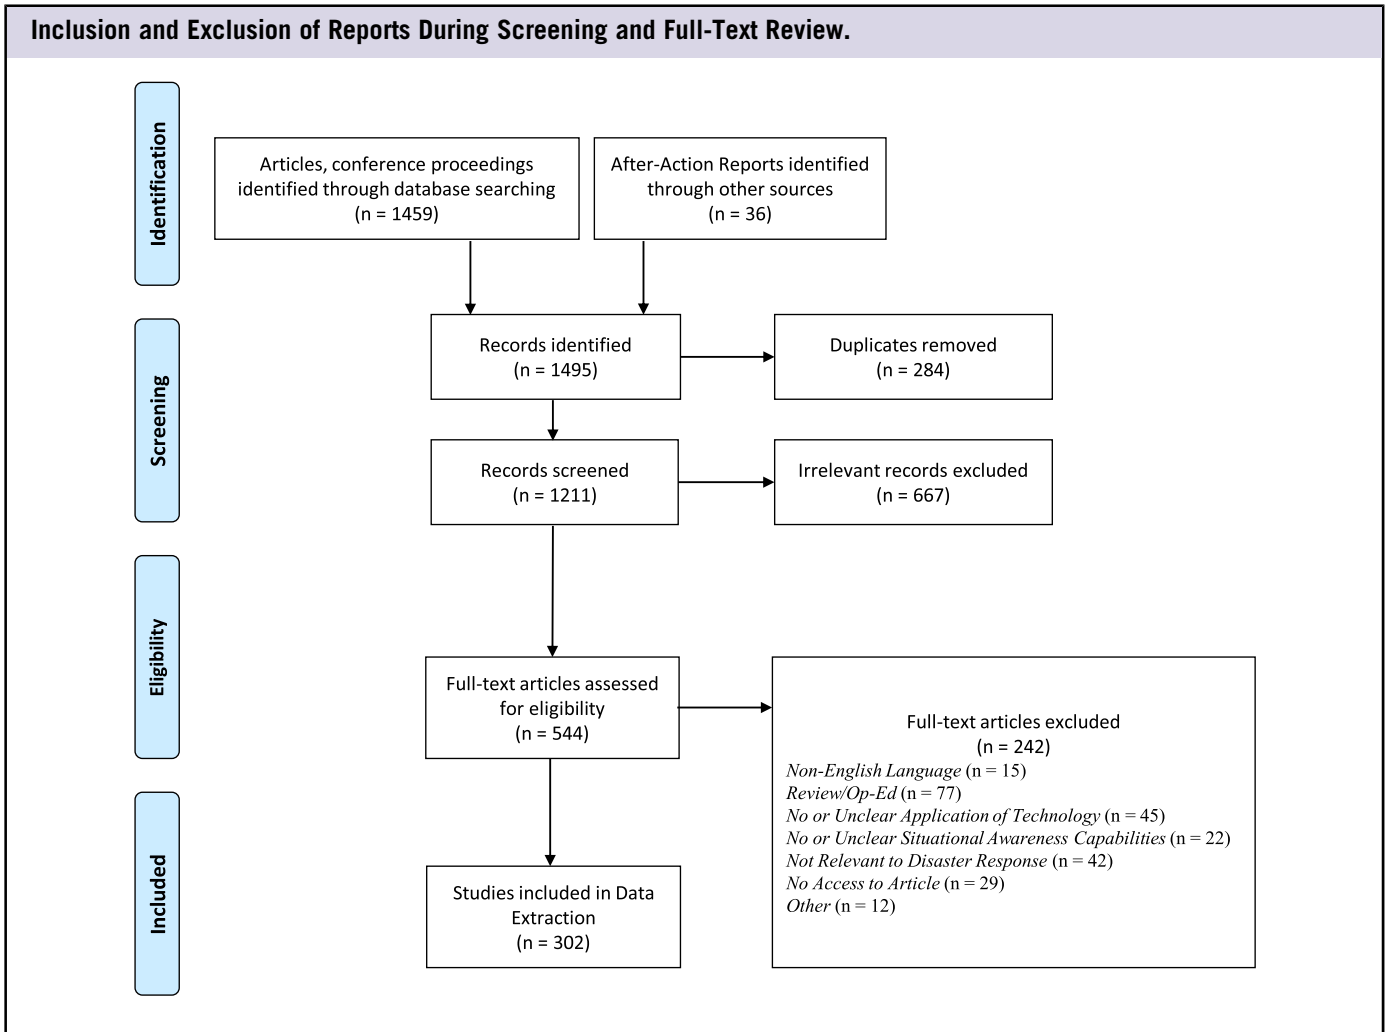 Inclusion and Exclusion of Reports During Screening and Full-Text Review.
Identification
Articles, conference proceedings
identified through database searching
(n = 1459)
After-Action Reports identified
through other sources
(n = 36)
Screening
Records identified
(n = 1495)
Duplicates removed
(n = 284)
Records screened
(n = 1211)
Irrelevant records excluded
(n = 667)
Eligibility
Full-text articles assessed
for eligibility
(n = 544)
Full-text articles excluded
(n = 242)
Non-English Language (n = 15)
Review/Op-Ed (n = 77)
No or Unclear Application of Technology (n = 45)
No or Unclear Situational Awareness Capabilities (n = 22)
Not Relevant to Disaster Response (n = 42)
No Access to Article (n = 29)
Other (n = 12)
Included
Studies included in Data
Extraction
(n = 302)